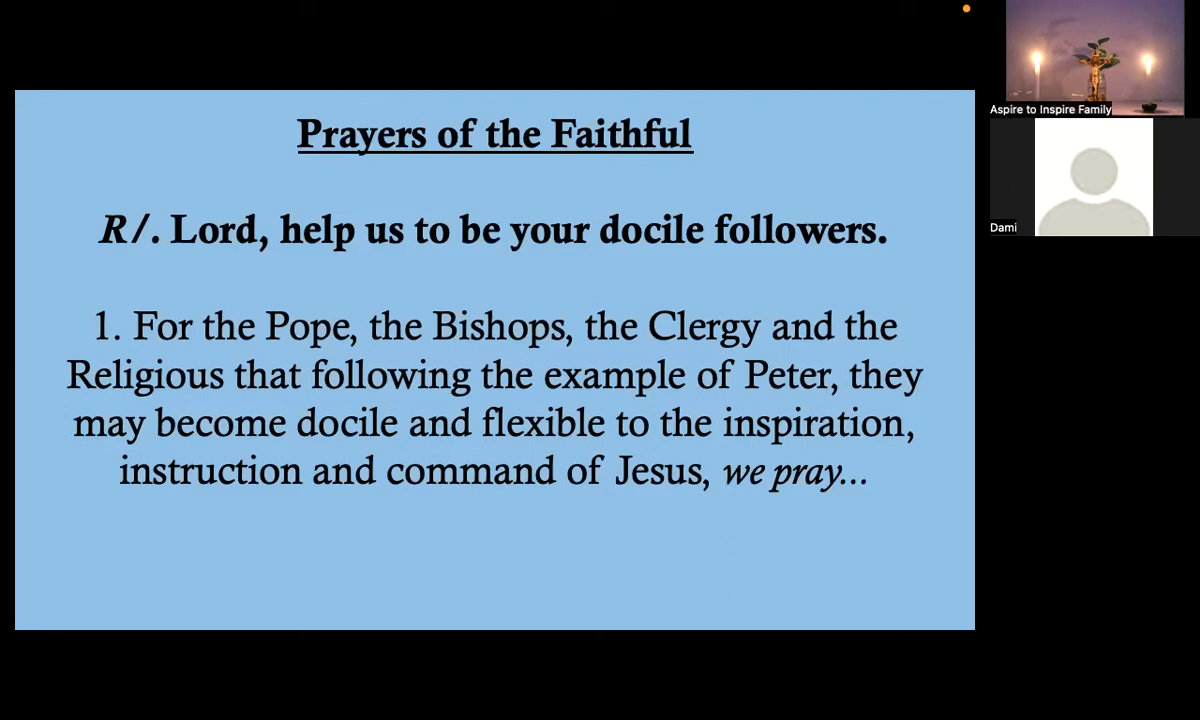 Prayers of the Faithful
R/. Lord, help us to be your docile followers.
1. For the Pope, the Bishops, the Clergy and the
Religious that following the example of Peter, they
may become docile and flexible to the inspiration,
instruction and command of Jesus, we pray...
Aspire to Inspire Family
Dami